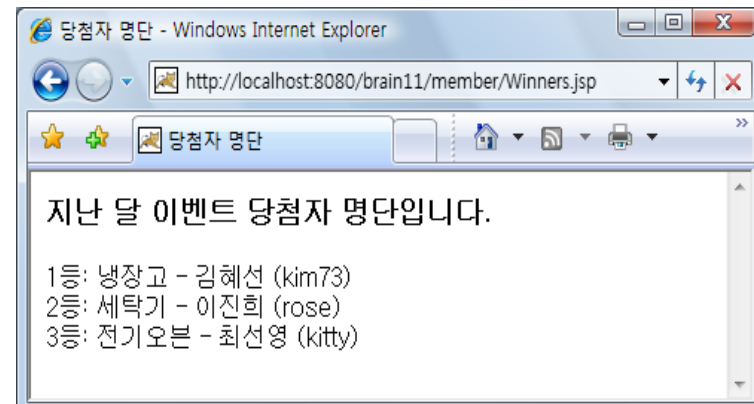 당첨자 명단 - Windows Internet Explorer
http://localhost:8080/brain11/member/Winners.jsp
당첨자 명단
지난 달 이벤트 당첨자 명단입니다.
1등: 냉장고 - 김혜선 (kim73)
2등: 세탁기 - 이진희 (rose)
3등: 전기오븐 - 최선영 (kitty)